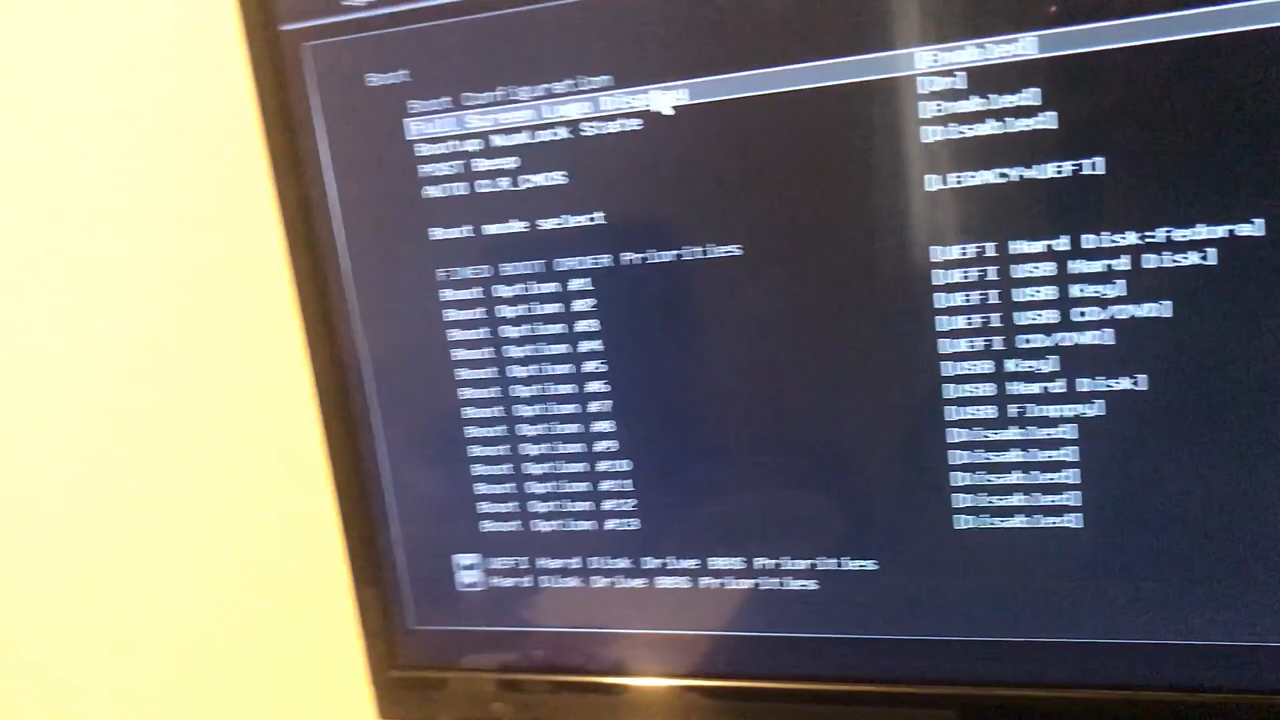 Boot
Boot Configuration
Full Screen Logo Display [Enabled]
Bootup NumLock State [On]
POST Beep [Enabled]
AUTO CLR_CMOS [Disabled]
Boot mode select [LEGACY+UEFI]
FIXED BOOT ORDER Priorities
Boot Option #1 [UEFI Hard Disk:Fedora]
Boot Option #2 [UEFI USB Hard Disk]
Boot Option #3 [UEFI USB Key]
Boot Option #4 [UEFI USB CD/DVD]
Boot Option #5 [UEFI CD/DVD]
Boot Option #6 [USB Key]
Boot Option #7 [USB Hard Disk]
Boot Option #8 [USB Floppy]
Boot Option #9 [Disabled]
Boot Option #10 [Disabled]
Boot Option #11 [Disabled]
Boot Option #12 [Disabled]
Boot Option #13 [Disabled]
UEFI Hard Disk Drive BBS Priorities
Hard Disk Drive BBS Priorities